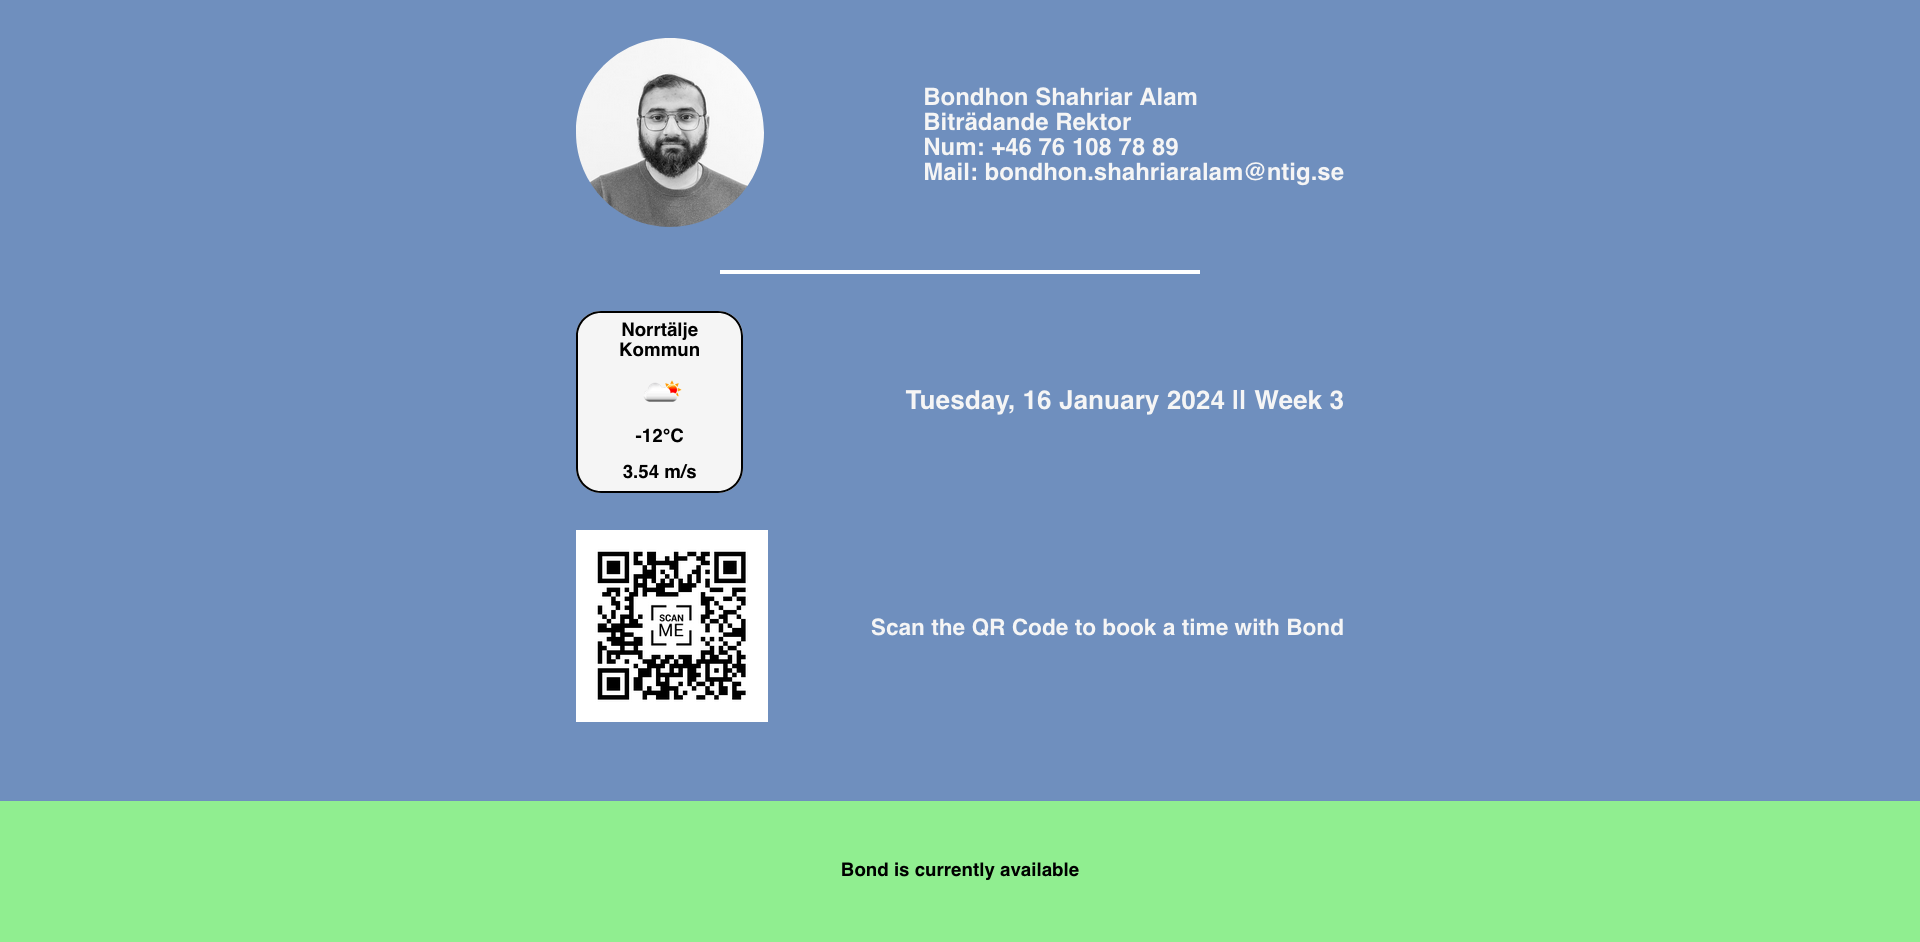 Bondhon Shahriar Alam
Biträdande Rektor
Num: +46 76 108 78 89
Mail: bondhon.shahriaralam@ntig.se
Norrtälje
Kommun
-12°C
3.54 m/s
Tuesday, 16 January 2024 || Week 3
SCAN
ME
Scan the QR Code to book a time with Bond
Bond is currently available